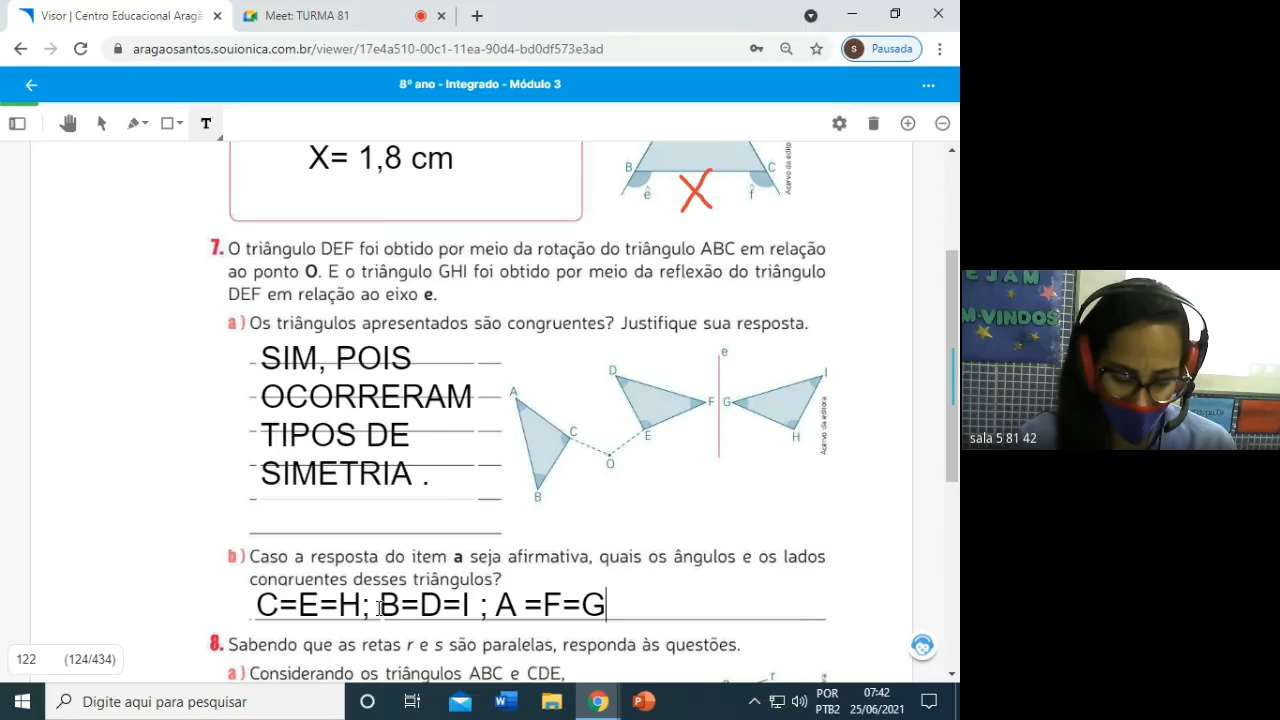 Visor | Centro Educacional Aragã
Meet: TURMA 81
aragaosantos.souionica.com.br/viewer/17e4a510-00c1-11ea-90d4-bd0df573e3ad
s
Pausada
8º ano - Integrado - Módulo 3
T
X= 1,8 cm
B
C
ê
f̂
X
Acervo da editora
7. O triângulo DEF foi obtido por meio da rotação do triângulo ABC em relação
ao ponto O. E o triângulo GHI foi obtido por meio da reflexão do triângulo
DEF em relação ao eixo e.
a) Os triângulos apresentados são congruentes? Justifique sua resposta.
SIM, POIS
OCORRERAM
TIPOS DE
SIMETRIA .
A
B
C
O
D
E
F
e
G
H
I
Acervo da editora
b) Caso a resposta do item a seja afirmativa, quais os ângulos e os lados
congruentes desses triângulos?
C=E=H; B=D=I ; A =F=G
8. Sabendo que as retas r e s são paralelas, responda às questões.
a) Considerando os triângulos ABC e CDE,
r
122 (124/434)
Digite aqui para pesquisar
POR
PTB2
07:42
25/06/2021
EJAM
M-VINDOS
sala 5 81 42